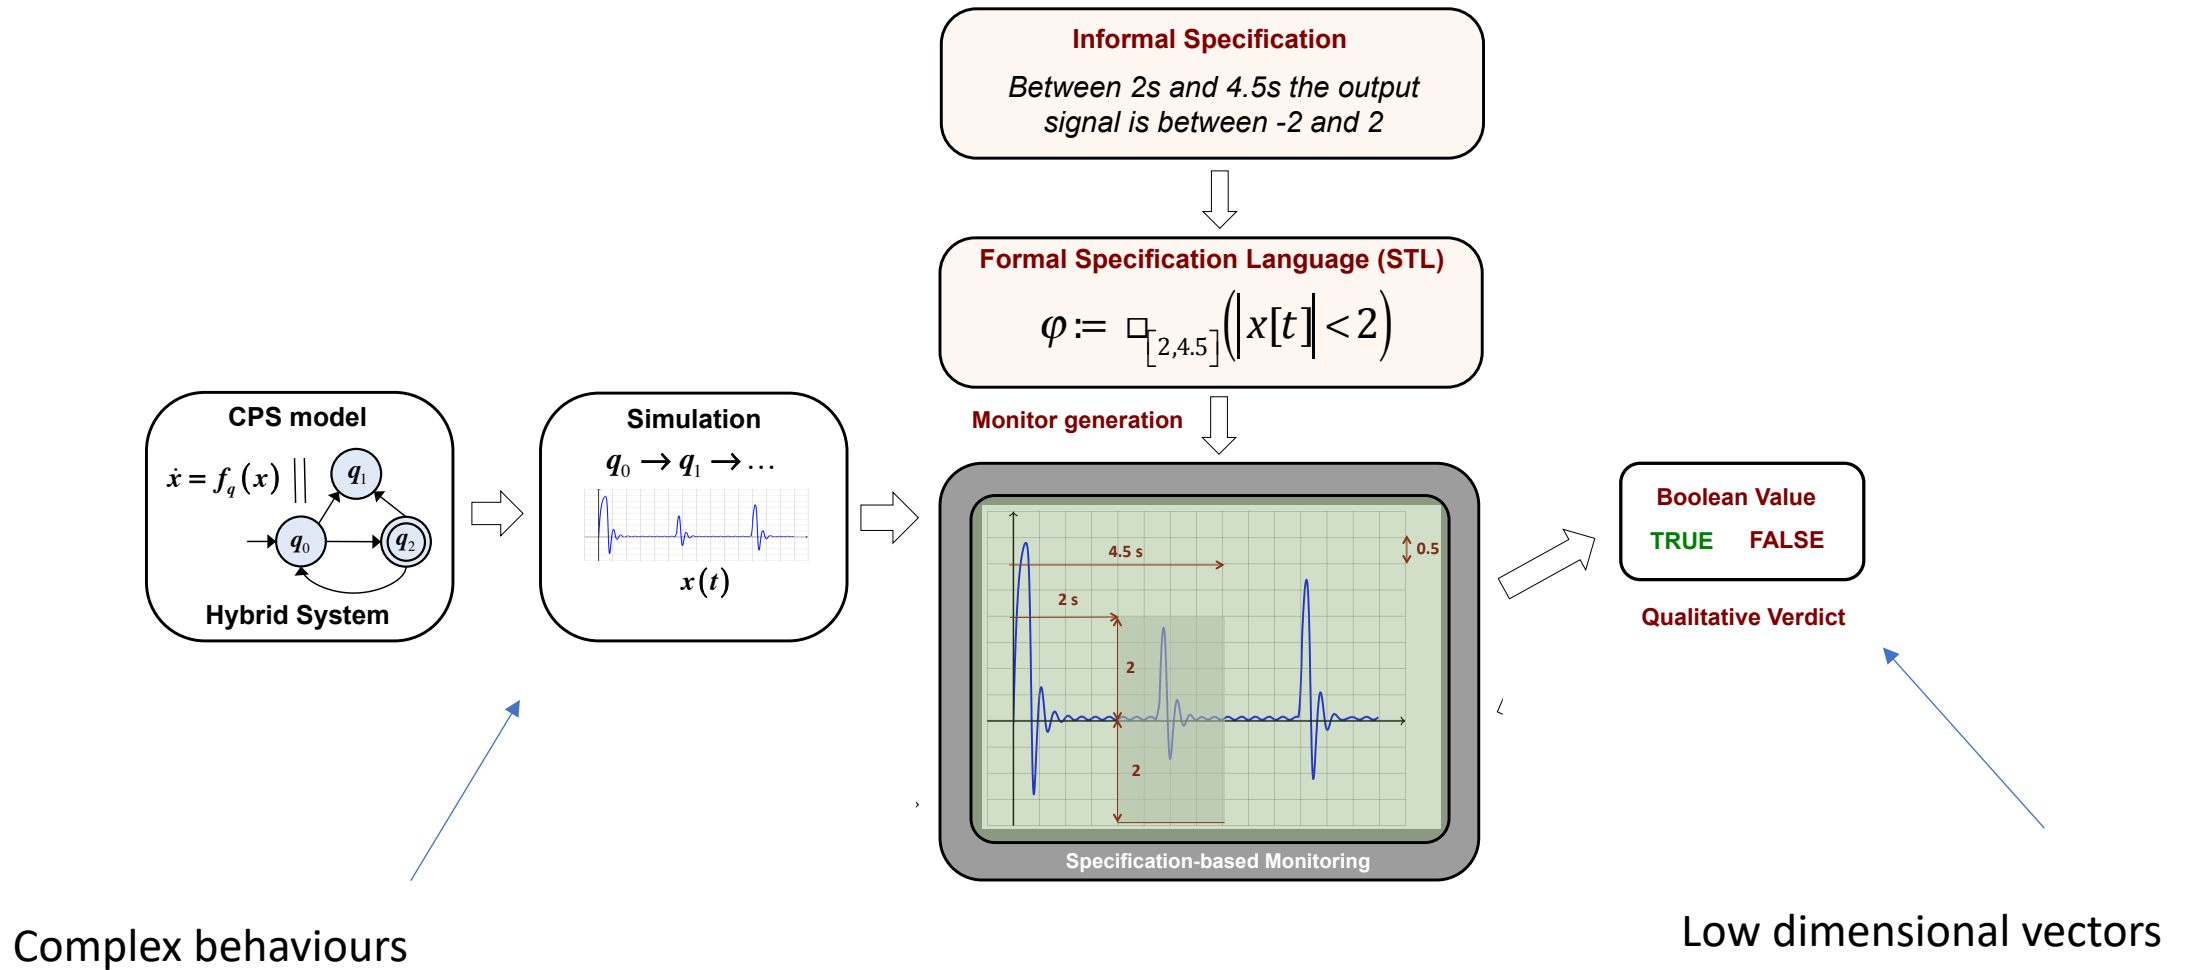 Informal Specification
Between 2s and 4.5s the output
signal is between -2 and 2
Formal Specification Language (STL)
φ := □[2,4.5](|x[t]| < 2)
Monitor generation
CPS model
ẋ = f_q(x) ||
q₁
q₀
q₂
Hybrid System
Simulation
q₀ → q₁ → …
x(t)
4.5 s
0.5
2 s
2
2
Specification-based Monitoring
Boolean Value
TRUE FALSE
Qualitative Verdict
Complex behaviours
Low dimensional vectors